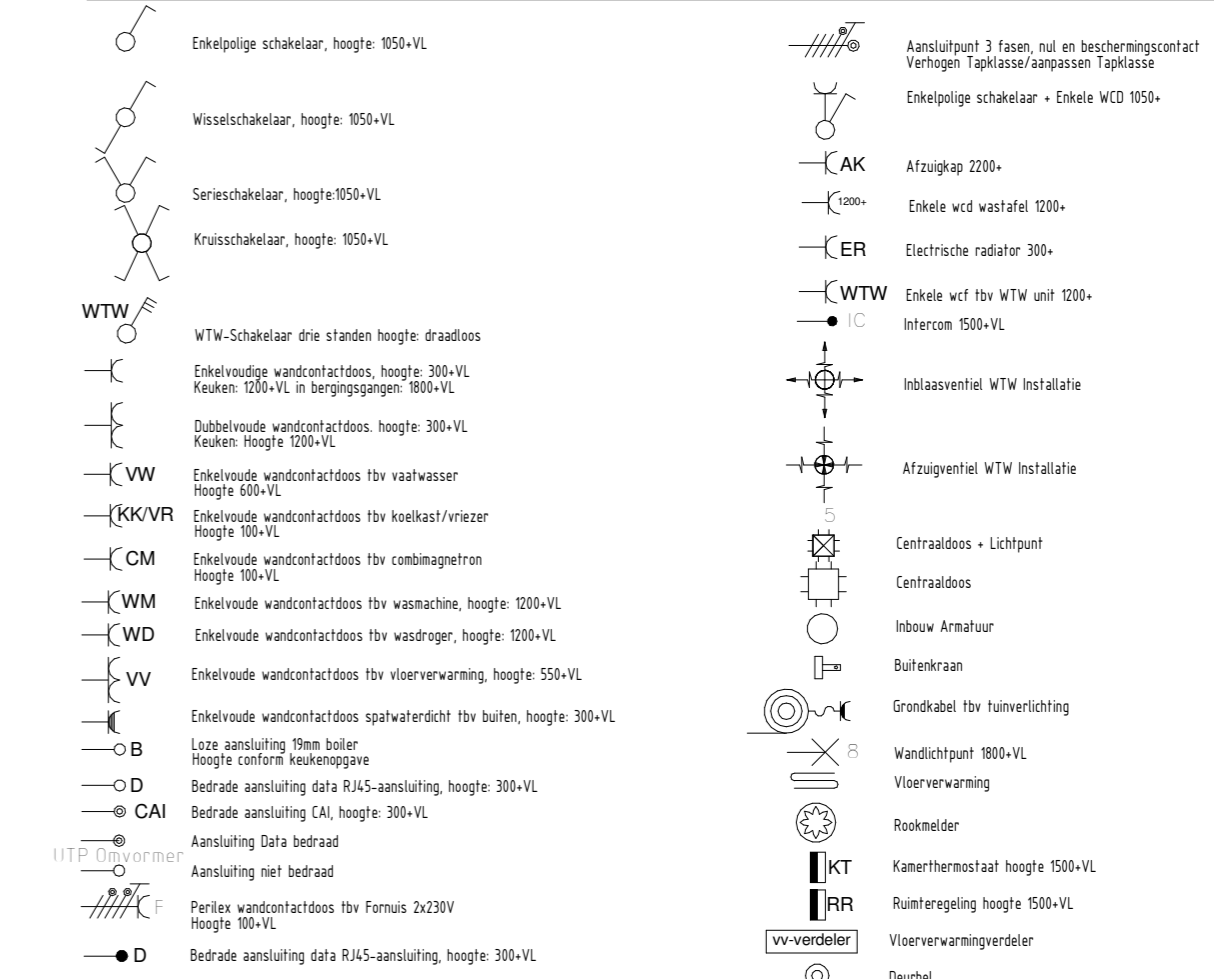 Enkelpolige schakelaar, hoogte: 1050+VL
Wisselschakelaar, hoogte: 1050+VL
Serieschakelaar, hoogte:1050+VL
Kruisschakelaar, hoogte: 1050+VL
WTW
WTW-Schakelaar drie standen hoogte: draadloos
Enkelvoudige wandcontactdoos, hoogte: 300+VL
Keuken: 1200+VL in bergingsgangen: 1800+VL
Dubbelvoude wandcontactdoos. hoogte: 300+VL
Keuken: Hoogte 1200+VL
VW Enkelvoude wandcontactdoos tbv vaatwasser
Hoogte 600+VL
KK/VR Enkelvoude wandcontactdoos tbv koelkast/vriezer
Hoogte 100+VL
CM Enkelvoude wandcontactdoos tbv combimagnetron
Hoogte 100+VL
WM Enkelvoude wandcontactdoos tbv wasmachine, hoogte: 1200+VL
WD Enkelvoude wandcontactdoos tbv wasdroger, hoogte: 1200+VL
VV Enkelvoude wandcontactdoos tbv vloerverwarming, hoogte: 550+VL
Enkelvoude wandcontactdoos spatwaterdicht tbv buiten, hoogte: 300+VL
B Loze aansluiting 19mm boiler
Hoogte conform keukenopgave
D Bedrade aansluiting data RJ45-aansluiting, hoogte: 300+VL
CAI Bedrade aansluiting CAI, hoogte: 300+VL
Aansluiting Data bedraad
UTP Omvormer
Aansluiting niet bedraad
F Perilex wandcontactdoos tbv Fornuis 2x230V
Hoogte 100+VL
D Bedrade aansluiting data RJ45-aansluiting, hoogte: 300+VL
Aansluitpunt 3 fasen, nul en beschermingscontact
Verhogen Tapklasse/aanpassen Tapklasse
Enkelpolige schakelaar + Enkele WCD 1050+
AK Afzuigkap 2200+
1200+ Enkele wcd wastafel 1200+
ER Electrische radiator 300+
WTW Enkele wcf tbv WTW unit 1200+
IC Intercom 1500+VL
Inblaasventiel WTW Installatie
Afzuigventiel WTW Installatie
5
Centraaldoos + Lichtpunt
Centraaldoos
Inbouw Armatuur
Buitenkraan
Grondkabel tbv tuinverlichting
8 Wandlichtpunt 1800+VL
Vloerverwarming
Rookmelder
KT Kamerthermostaat hoogte 1500+VL
RR Ruimteregeling hoogte 1500+VL
vv-verdeler Vloerverwarmingverdeler
Deurbel